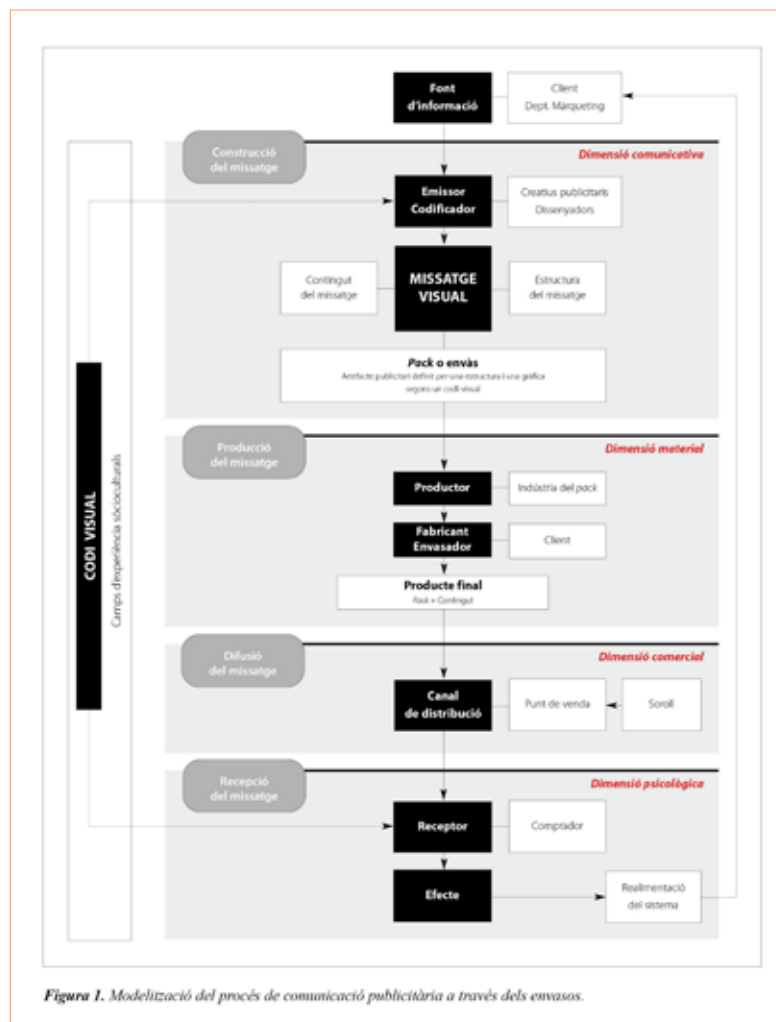 Font
d'informació
Client
Dept. Màrqueting
Construcció
del missatge
Dimensió comunicativa
Emissor
Codificador
Creatius publicitaris
Dissenyadors
Contingut
del missatge
MISSATGE
VISUAL
Estructura
del missatge
Pack o envàs
Artefacte publicitari definit per una estructura i una gràfica
segons un codi visual
Producció
del missatge
Dimensió material
Productor
Indústria del pack
Fabricant
Envasador
Client
Producte final
Pack + Contingut
CODI VISUAL
Camps d'experiència sòcioculturals
Difusió
del missatge
Dimensió comercial
Canal
de distribució
Punt de venda
Soroll
Recepció
del missatge
Dimensió psicològica
Receptor
Comprador
Efecte
Realimentació
del sistema
Figura 1. Modelització del procés de comunicació publicitària a través dels envasos.